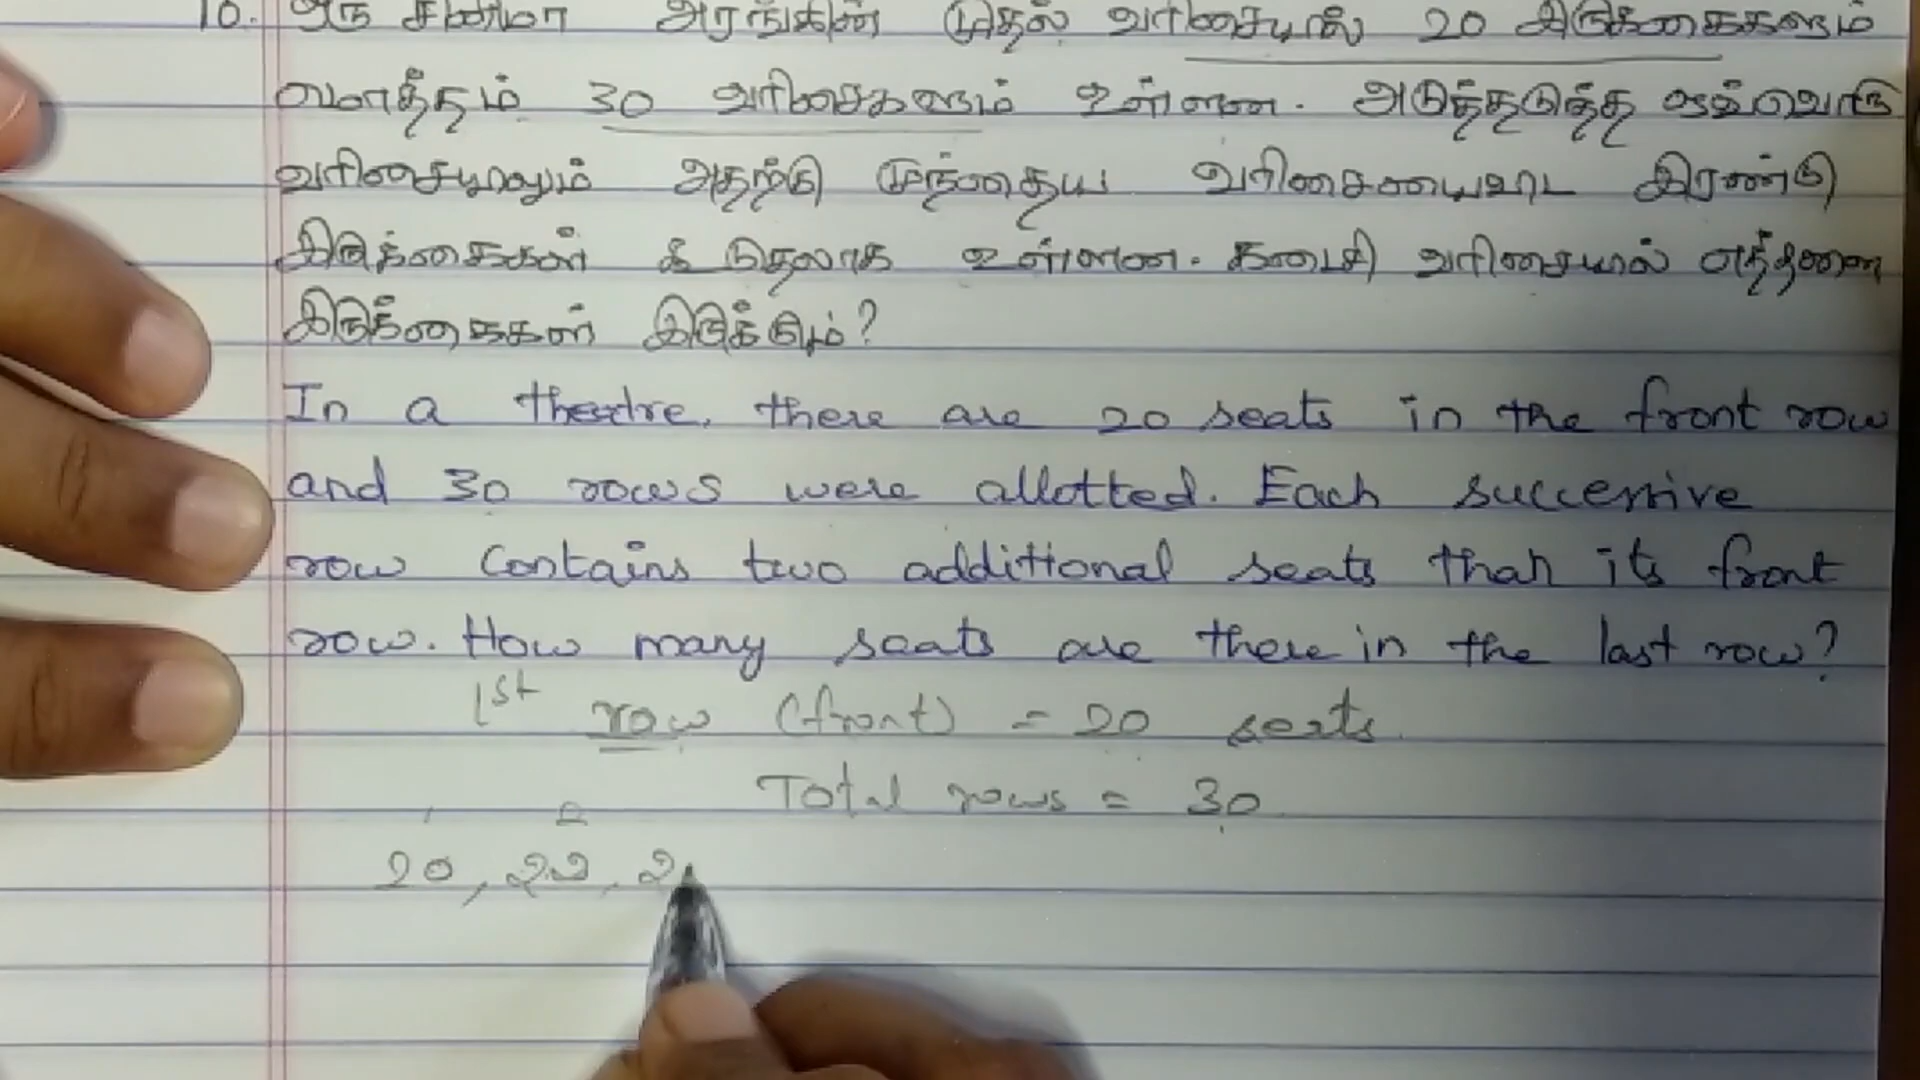 10. ஒரு சினிமா அரங்கின் முதல் வரிசையில் 20 இருக்கைகளும்
மொத்தம் 30 வரிசைகளும் உள்ளன. அடுத்தடுத்த ஒவ்வொரு
வரிசையிலும் அதற்கு முந்தைய வரிசையைவிட இரண்டு
இருக்கைகள் கூடுதலாக உள்ளன. கடைசி வரிசையில் எத்தனை
இருக்கைகள் இருக்கும்?
In a theatre, there are 20 seats in the front row
and 30 rows were allotted. Each successive
row contains two additional seats than its front
row. How many seats are there in the last row?
1st row (front) = 20 seats
Total rows = 30
1 2
20, 22, 2